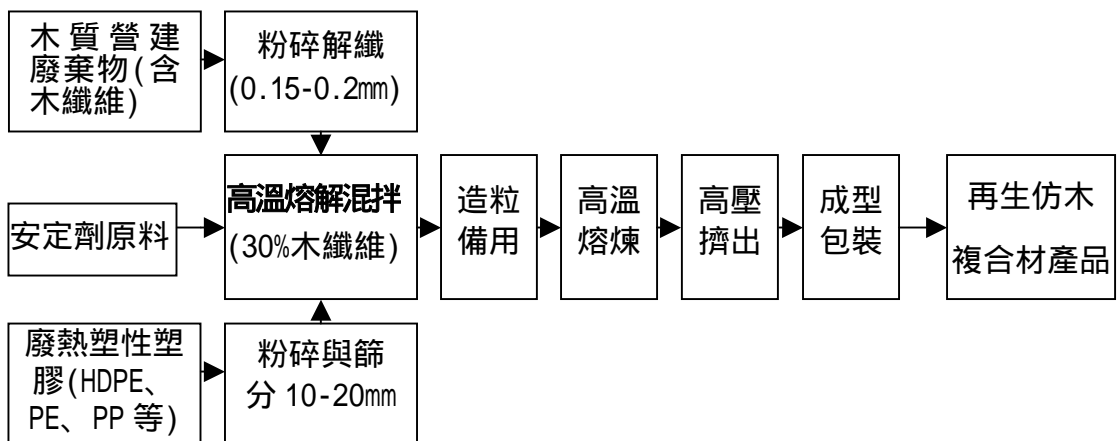 木質營建
廢棄物(含
木纖維)
粉碎解纖
(0.15-0.2mm)
安定劑原料
高溫熔解混拌
(30%木纖維)
造粒
備用
高溫
熔煉
高壓
擠出
成型
包裝
再生仿木
複合材產品
廢熱塑性塑
膠(HDPE、
PE、PP 等)
粉碎與篩
分 10-20mm